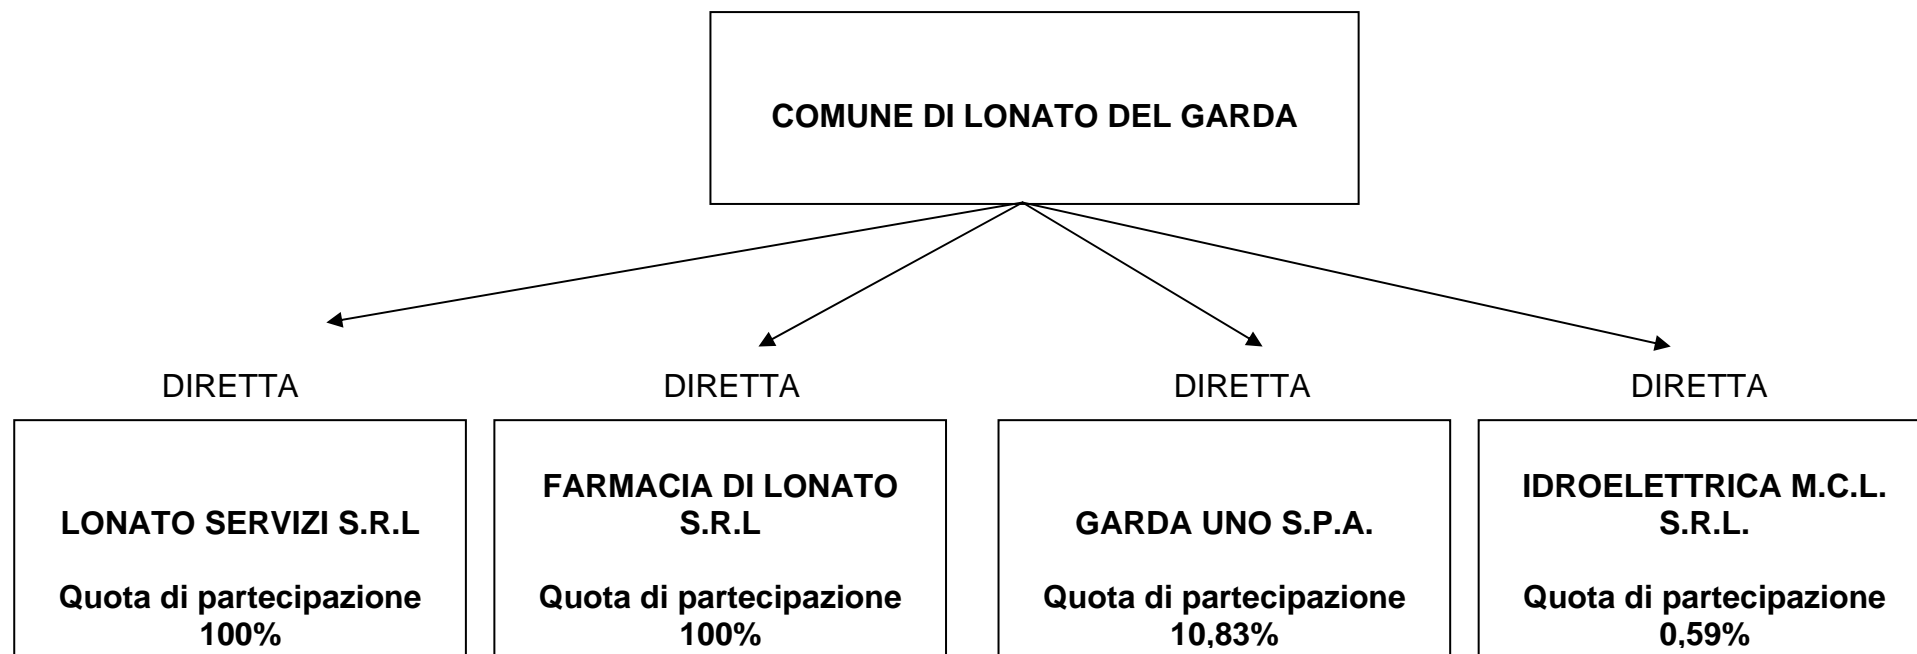 COMUNE DI LONATO DEL GARDA
DIRETTA
DIRETTA
DIRETTA
DIRETTA
LONATO SERVIZI S.R.L
Quota di partecipazione
100%
FARMACIA DI LONATO
S.R.L
Quota di partecipazione
100%
GARDA UNO S.P.A.
Quota di partecipazione
10,83%
IDROELETTRICA M.C.L.
S.R.L.
Quota di partecipazione
0,59%